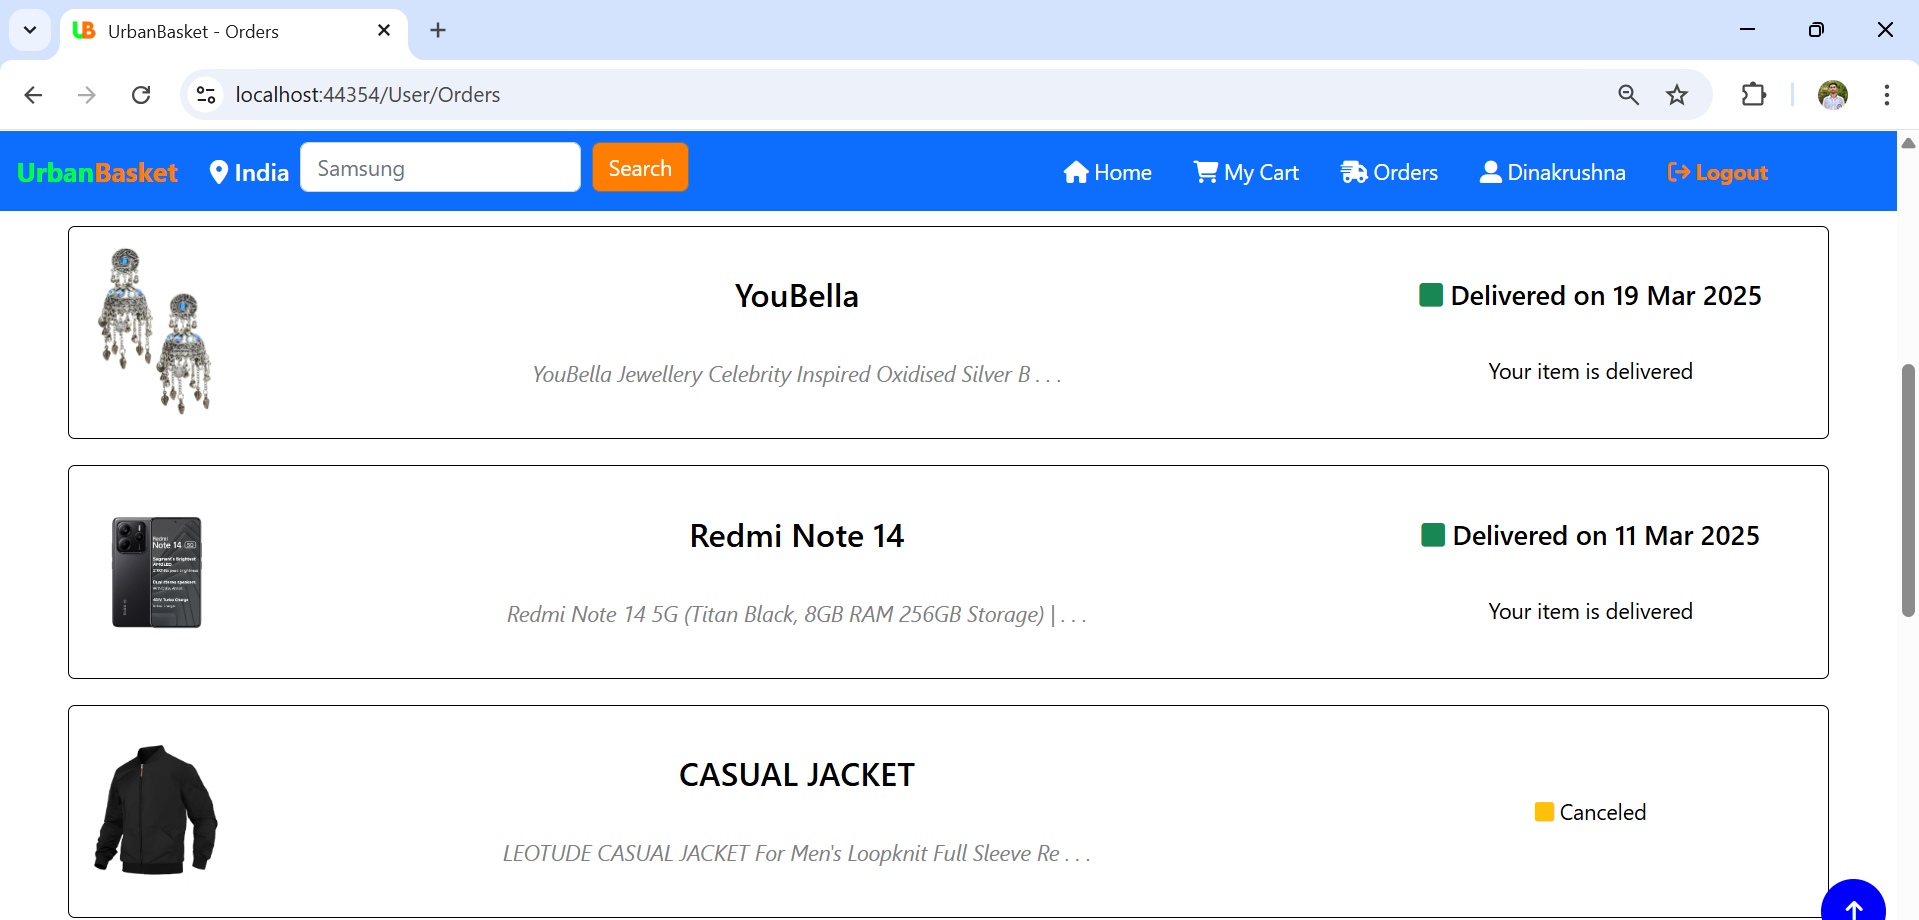 UB UrbanBasket - Orders
localhost:44354/User/Orders
UrbanBasket India Samsung Search Home My Cart Orders Dinakrushna Logout
YouBella
Delivered on 19 Mar 2025
YouBella Jewellery Celebrity Inspired Oxidised Silver B . . .
Your item is delivered
Redmi Note 14
Delivered on 11 Mar 2025
Redmi
Note 14 5G
Redmi Note 14 5G (Titan Black, 8GB RAM 256GB Storage) | . . .
Your item is delivered
CASUAL JACKET
Canceled
LEOTUDE CASUAL JACKET For Men's Loopknit Full Sleeve Re . . .